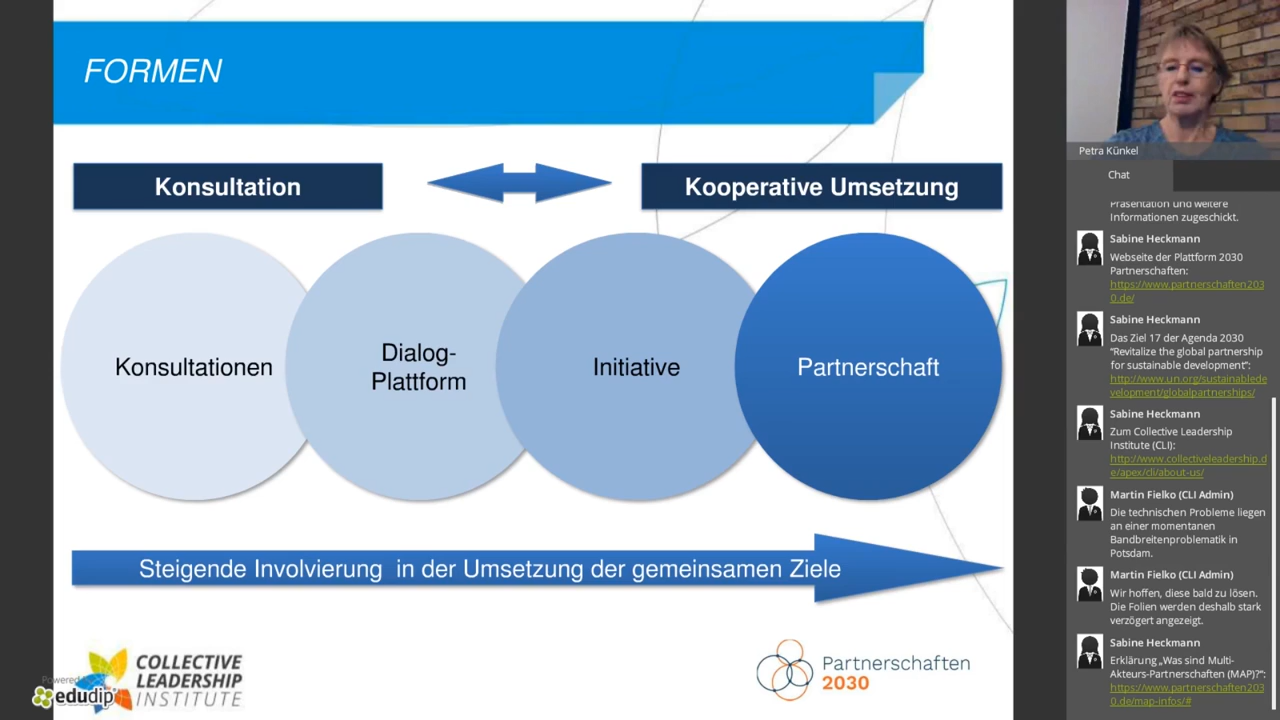 FORMEN
Konsultation
Kooperative Umsetzung
Konsultationen
Dialog-
Plattform
Initiative
Partnerschaft
Steigende Involvierung in der Umsetzung der gemeinsamen Ziele
COLLECTIVE
LEADERSHIP
INSTITUTE
Powered
edudip
Partnerschaften
2030
Petra Künkel
Chat
Präsentation und weitere
Informationen zugeschickt.
Sabine Heckmann
Webseite der Plattform 2030
Partnerschaften:
https://www.partnerschaften203
0.de/
Sabine Heckmann
Das Ziel 17 der Agenda 2030
"Revitalize the global partnership
for sustainable development":
http://www.un.org/sustainablede
velopment/globalpartnerships/
Sabine Heckmann
Zum Collective Leadership
Institute (CLI):
http://www.collectiveleadership.d
e/apex/cli/about-us/
Martin Fielko (CLI Admin)
Die technischen Probleme liegen
an einer momentanen
Bandbreitenproblematik in
Potsdam.
Martin Fielko (CLI Admin)
Wir hoffen, diese bald zu lösen.
Die Folien werden deshalb stark
verzögert angezeigt.
Sabine Heckmann
Erklärung „Was sind Multi-
Akteurs-Partnerschaften (MAP)?":
https://www.partnerschaften203
0.de/map-infos/#